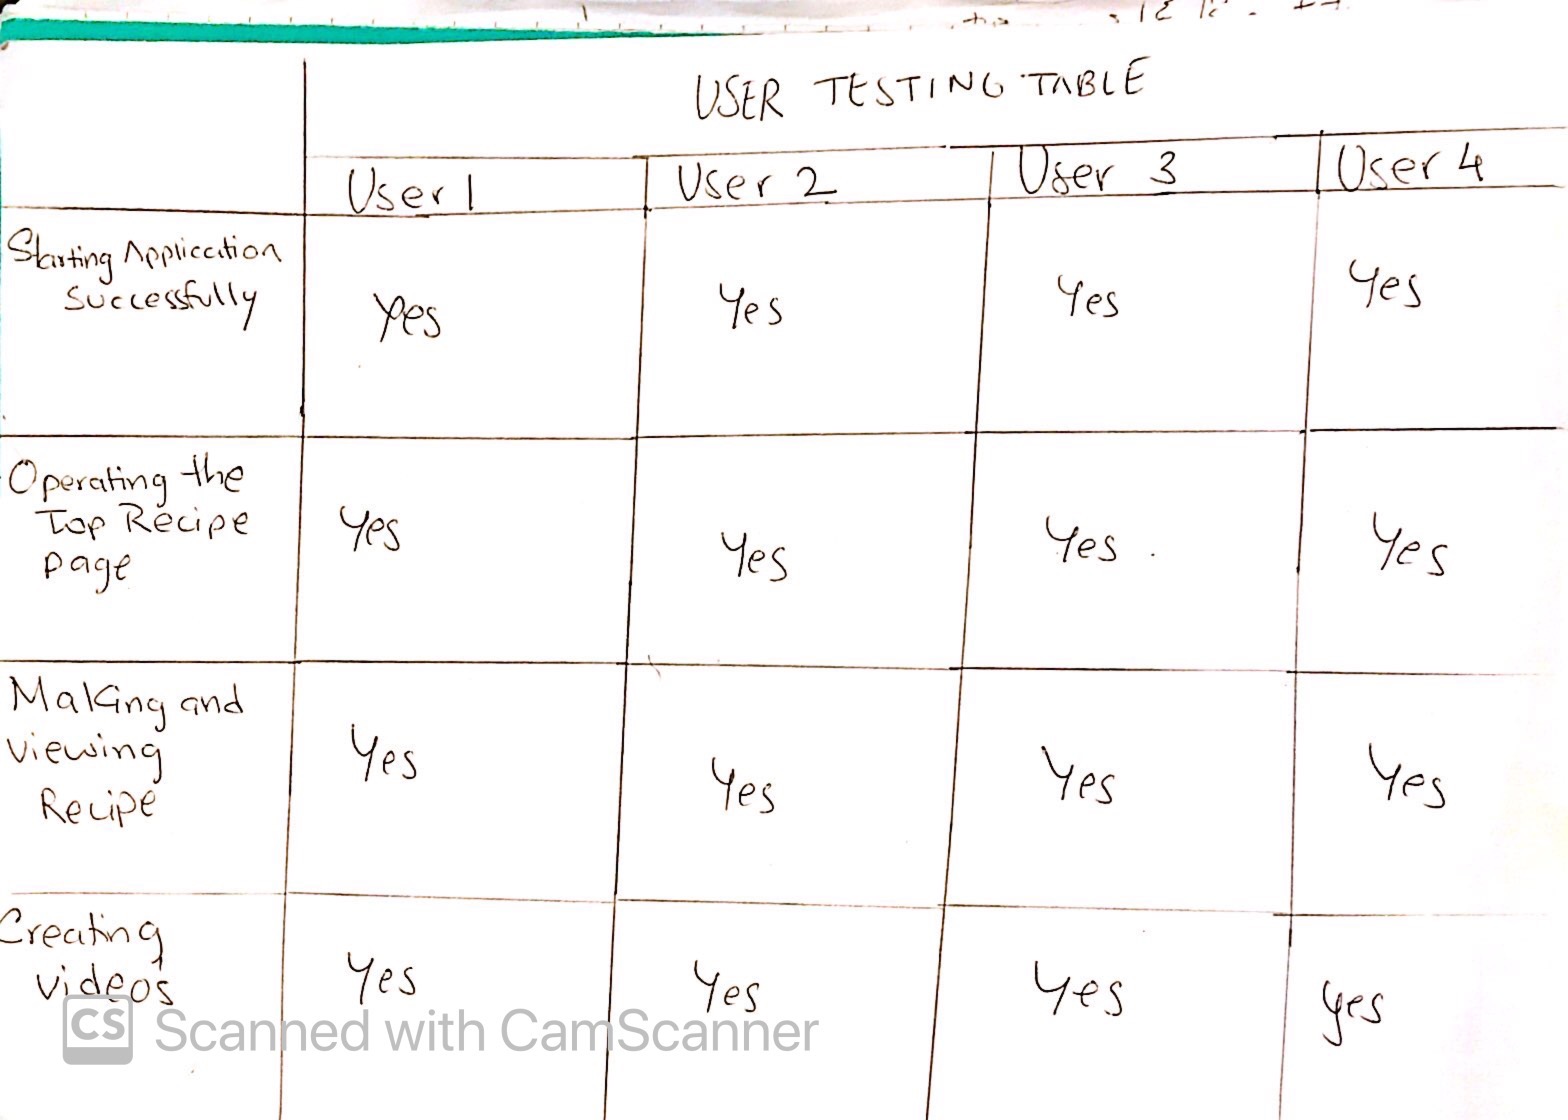 USER TESTING TABLE
User 1 User 2 User 3 User 4
Starting Application
Successfully
Yes Yes Yes Yes
Operating the
Top Recipe
page
Yes Yes Yes Yes
Making and
viewing
Recipe
Yes Yes Yes Yes
Creating
videos
Yes Yes Yes yes
CS Scanned with CamScanner